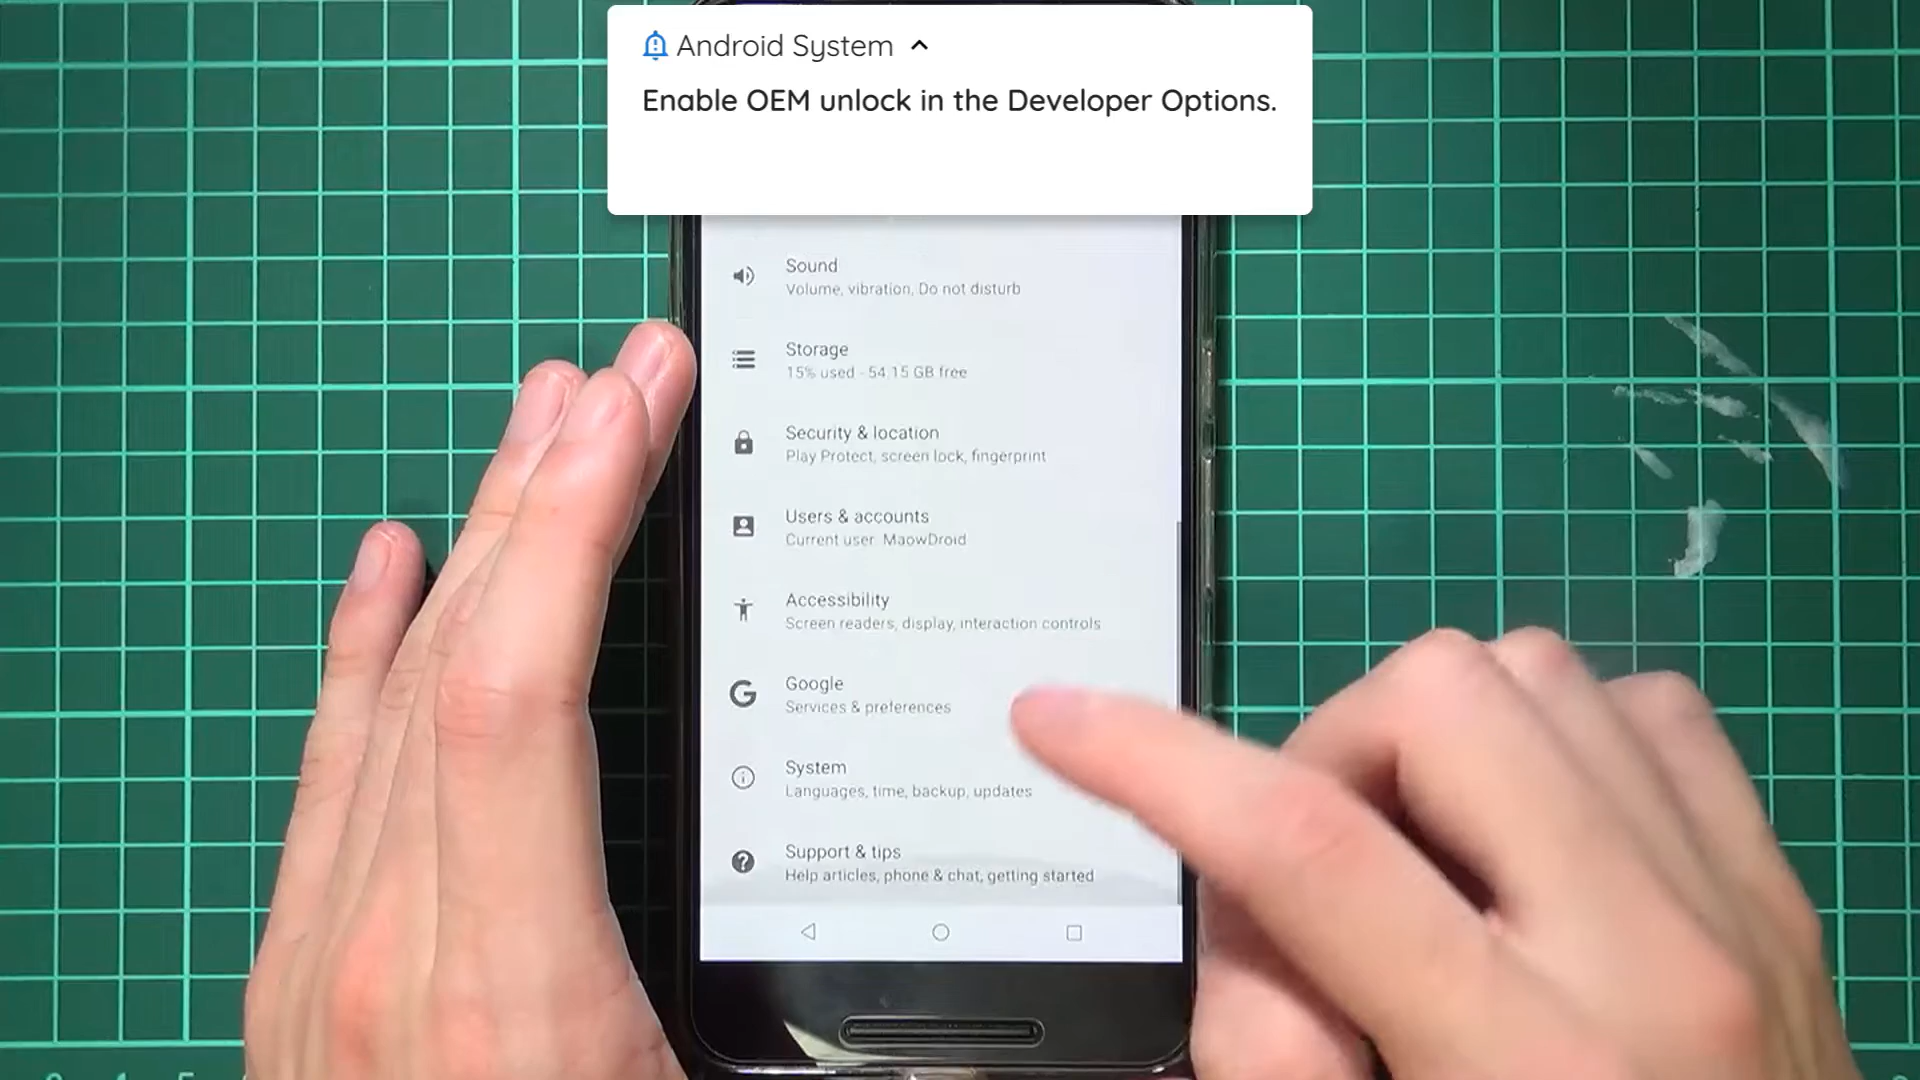 Android System
Enable OEM unlock in the Developer Options.
Sound
Volume, vibration, Do not disturb
Storage
15% used - 54.15 GB free
Security & location
Play Protect, screen lock, fingerprint
Users & accounts
Current user: MaowDroid
Accessibility
Screen readers, display, interaction controls
Google
Services & preferences
System
Languages, time, backup, updates
Support & tips
Help articles, phone & chat, getting started